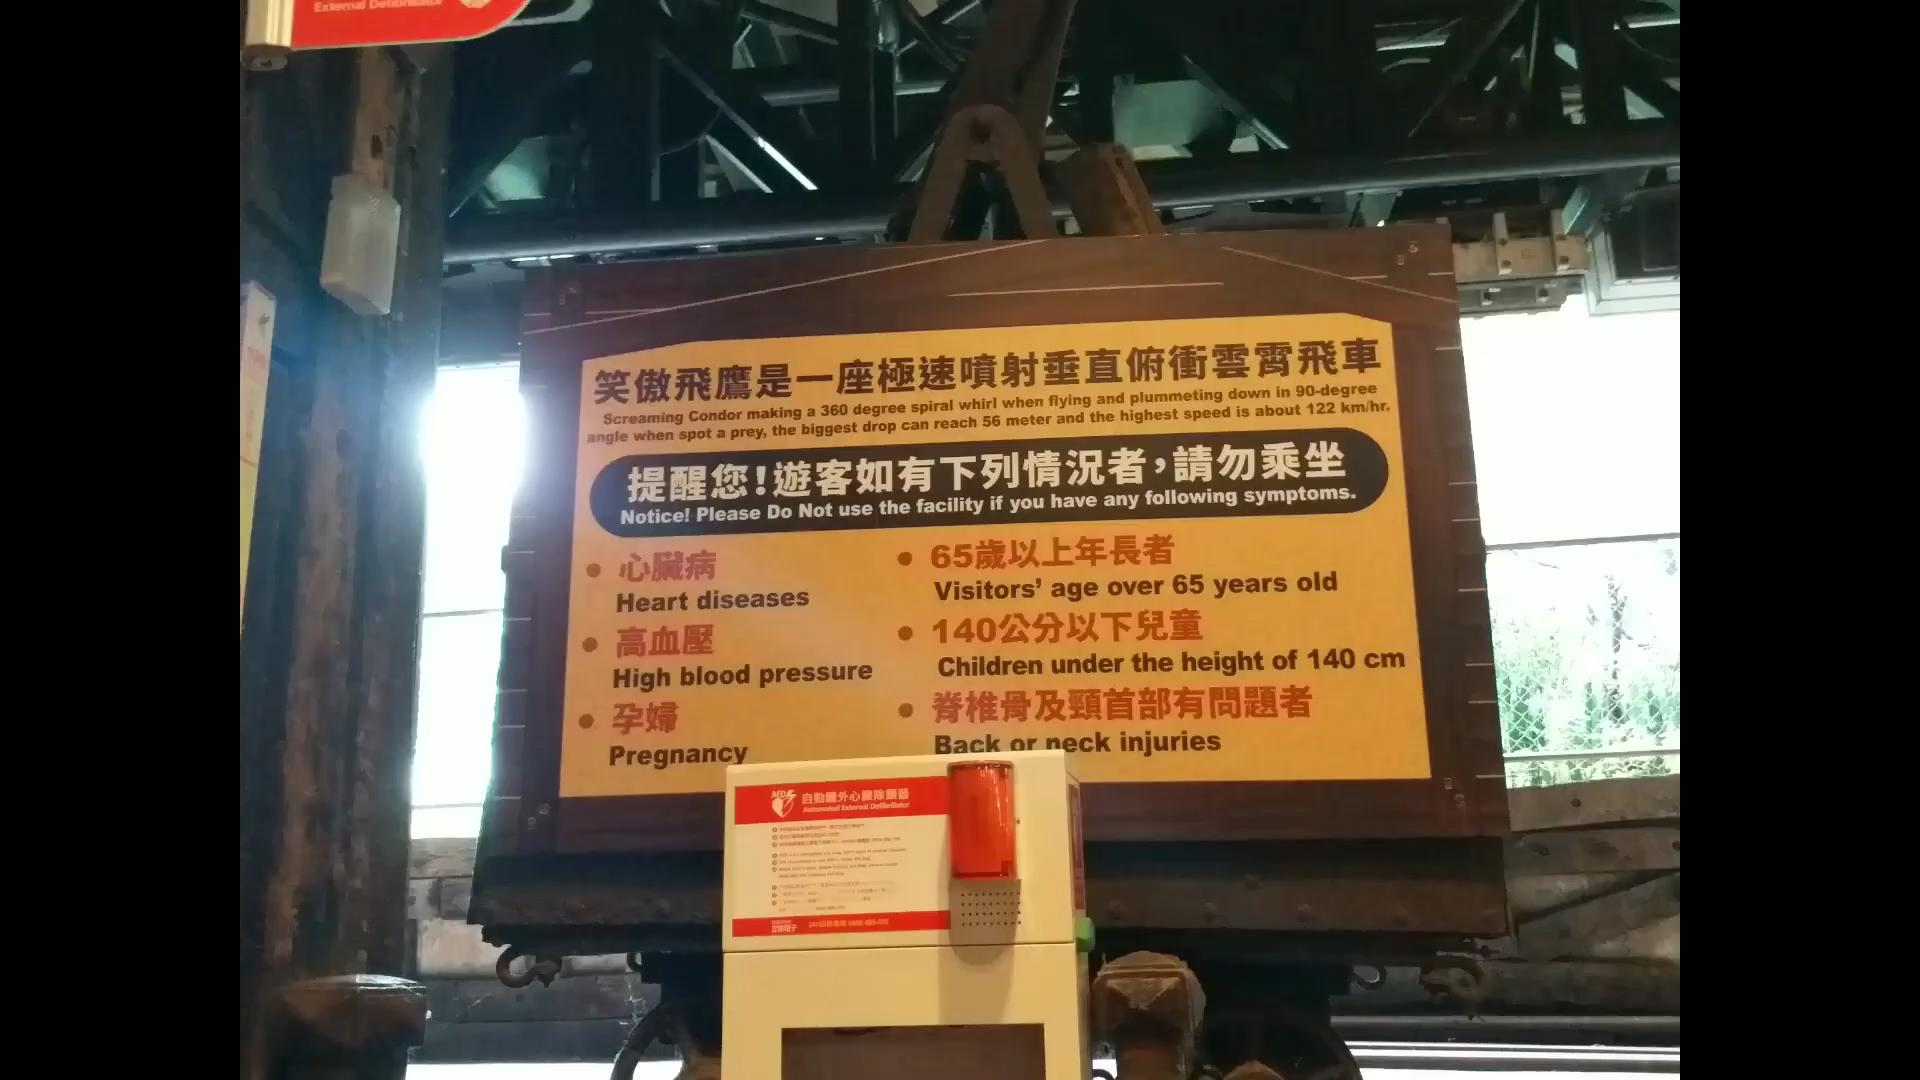 External Defibrillator
笑傲飛鷹是一座極速噴射垂直俯衝雲霄飛車
Screaming Condor making a 360 degree spiral whirl when flying and plummeting down in 90-degree
angle when spot a prey, the biggest drop can reach 56 meter and the highest speed is about 122 km/hr.
提醒您!遊客如有下列情況者,請勿乘坐
Notice! Please Do Not use the facility if you have any following symptoms.
● 心臟病
Heart diseases
● 高血壓
High blood pressure
● 孕婦
Pregnancy
● 65歲以上年長者
Visitors' age over 65 years old
● 140公分以下兒童
Children under the height of 140 cm
● 脊椎骨及頸首部有問題者
Back or neck injuries
AED
自動體外心臟除顫器
Automated External Defibrillator